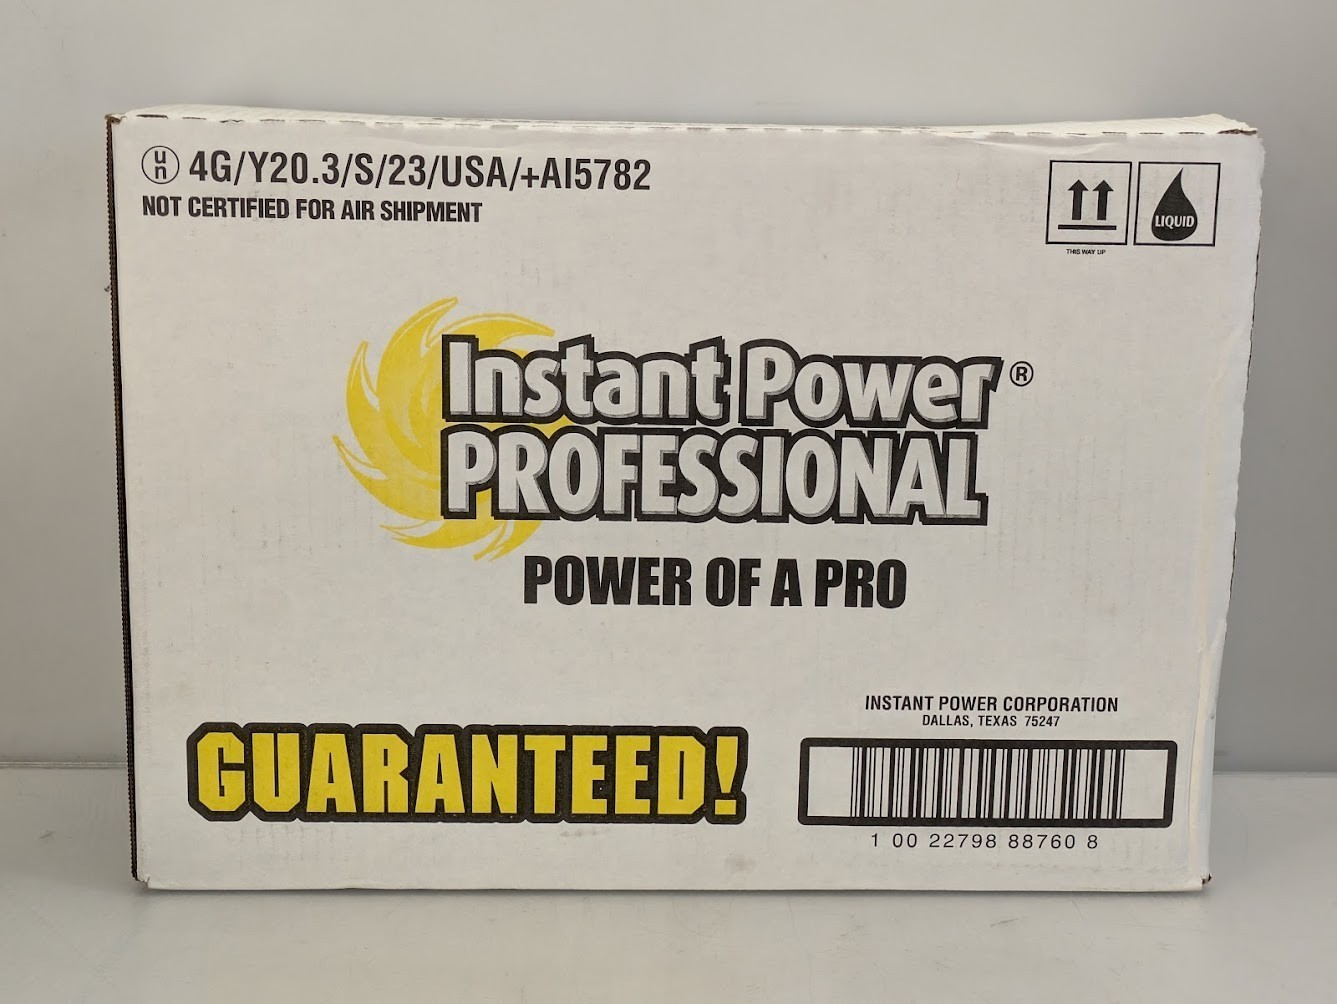 un 4G/Y20.3/S/23/USA/+AI5782
NOT CERTIFIED FOR AIR SHIPMENT
THIS WAY UP
LIQUID
Instant Power®
PROFESSIONAL
POWER OF A PRO
INSTANT POWER CORPORATION
DALLAS, TEXAS 75247
GUARANTEED!
1 00 22798 88760 8